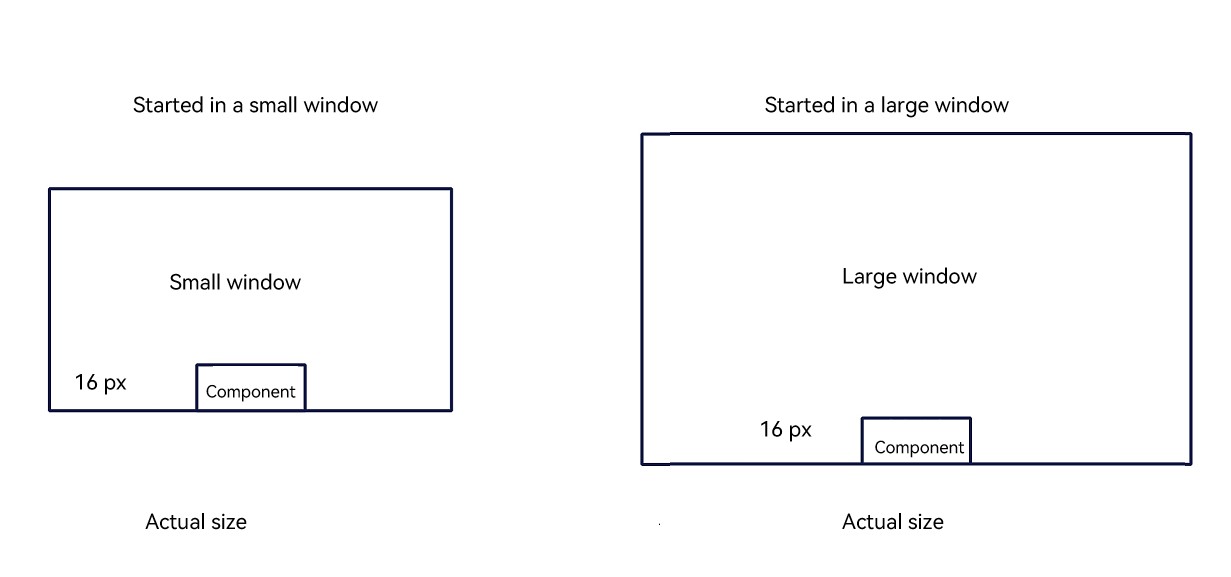 Started in a small window
Small window
16 px
Component
Actual size
Started in a large window
Large window
16 px
Component
Actual size